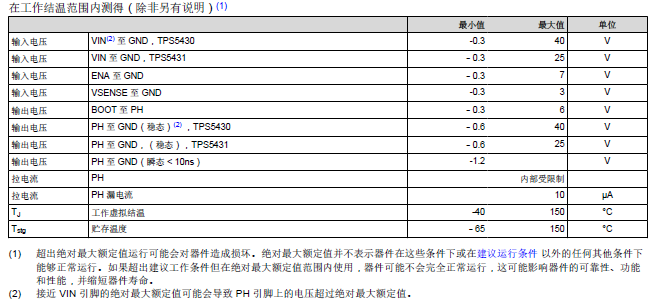 在工作结温范围内测得（除非另有说明）(1)
最小值 最大值 单位
输入电压 VIN(2) 至 GND，TPS5430 -0.3 40 V
输入电压 VIN 至 GND，TPS5431 - 0.3 25 V
输入电压 ENA 至 GND - 0.3 7 V
输入电压 VSENSE 至 GND - 0.3 3 V
输出电压 BOOT 至 PH - 0.3 6 V
输出电压 PH 至 GND（稳态）(2)，TPS5430 - 0.6 40 V
输出电压 PH 至 GND，（稳态），TPS5431 - 0.6 25 V
输出电压 PH 至 GND（瞬态 < 10ns） -1.2 V
拉电流 PH 内部受限制
拉电流 PH 漏电流 10 μA
TJ 工作虚拟结温 -40 150 °C
Tstg 贮存温度 - 65 150 °C
(1) 超出绝对最大额定值运行可能会对器件造成损坏。绝对最大额定值并不表示器件在这些条件下或在建议运行条件 以外的任何其他条件下
能够正常运行。如果超出建议工作条件但在绝对最大额定值范围内使用，器件可能不会完全正常运行，这可能影响器件的可靠性、功能
和性能，并缩短器件寿命。
(2) 接近 VIN 引脚的绝对最大额定值可能会导致 PH 引脚上的电压超过绝对最大额定值。